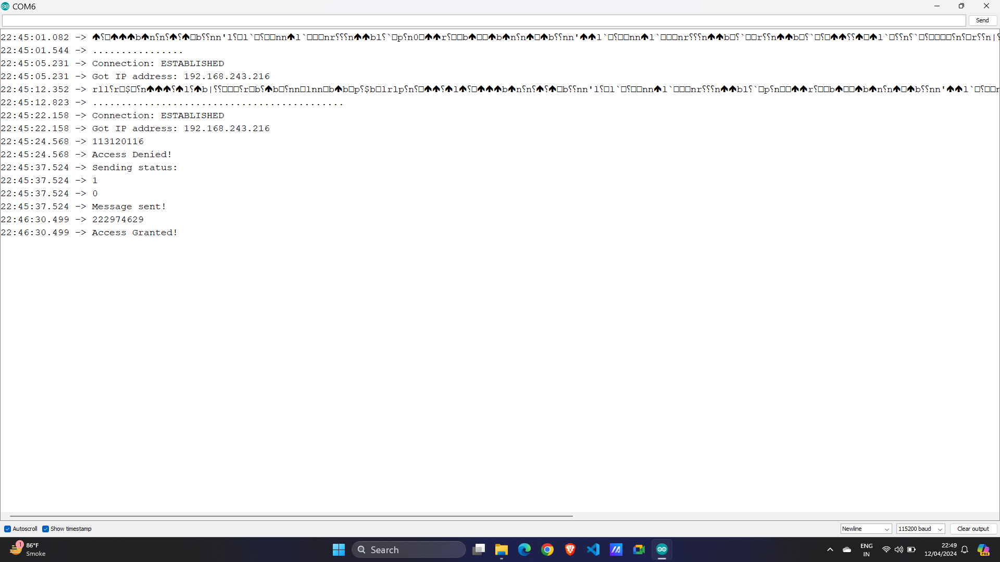 COM6
Send
22:45:01.082 ->
22:45:01.544 -> ................
22:45:05.231 -> Connection: ESTABLISHED
22:45:05.231 -> Got IP address: 192.168.243.216
22:45:12.352 ->
22:45:12.823 -> ............................................
22:45:22.158 -> Connection: ESTABLISHED
22:45:22.158 -> Got IP address: 192.168.243.216
22:45:24.568 -> 113120116
22:45:24.568 -> Access Denied!
22:45:37.524 -> Sending status:
22:45:37.524 -> 1
22:45:37.524 -> 0
22:45:37.524 -> Message sent!
22:46:30.499 -> 222974629
22:46:30.499 -> Access Granted!
Autoscroll Show timestamp Newline 115200 baud Clear output
1 86°F
Smoke
Search
ENG
IN
22:49
12/04/2024
PRE